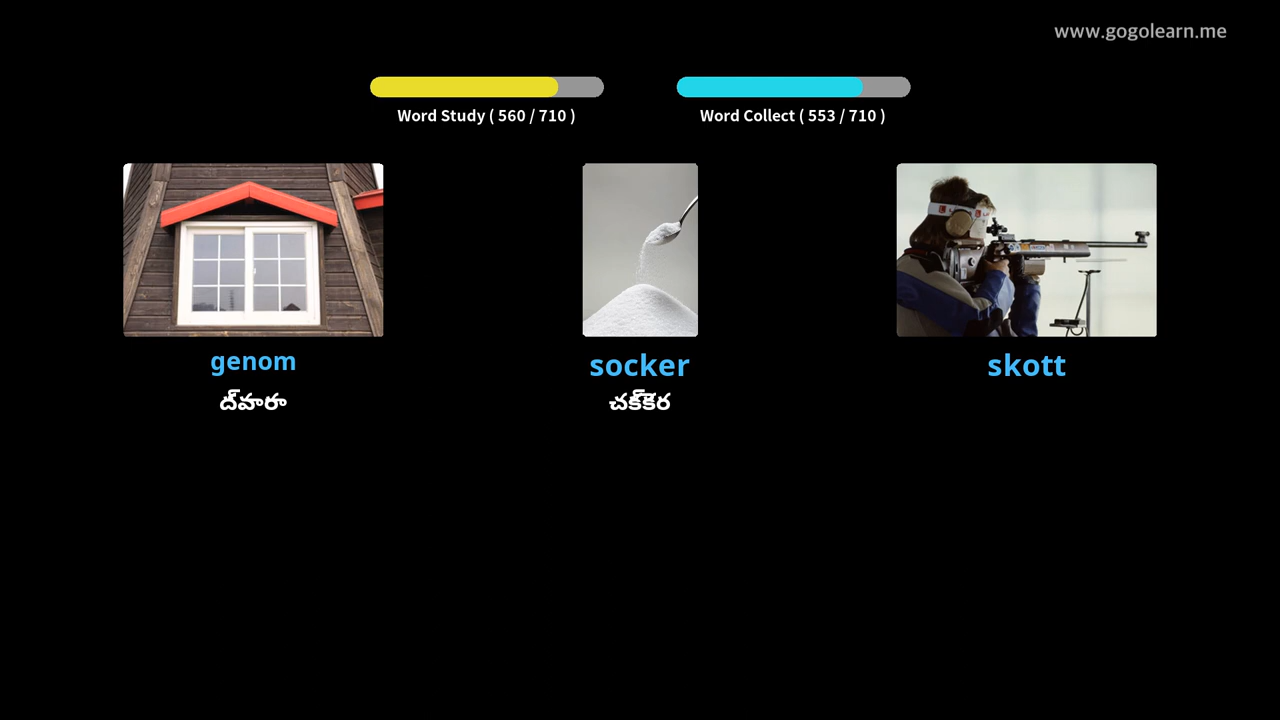 www.gogolearn.me
Word Study ( 560 / 710 )
Word Collect ( 553 / 710 )
genom
socker
skott
ద్వారా
చక్కెర